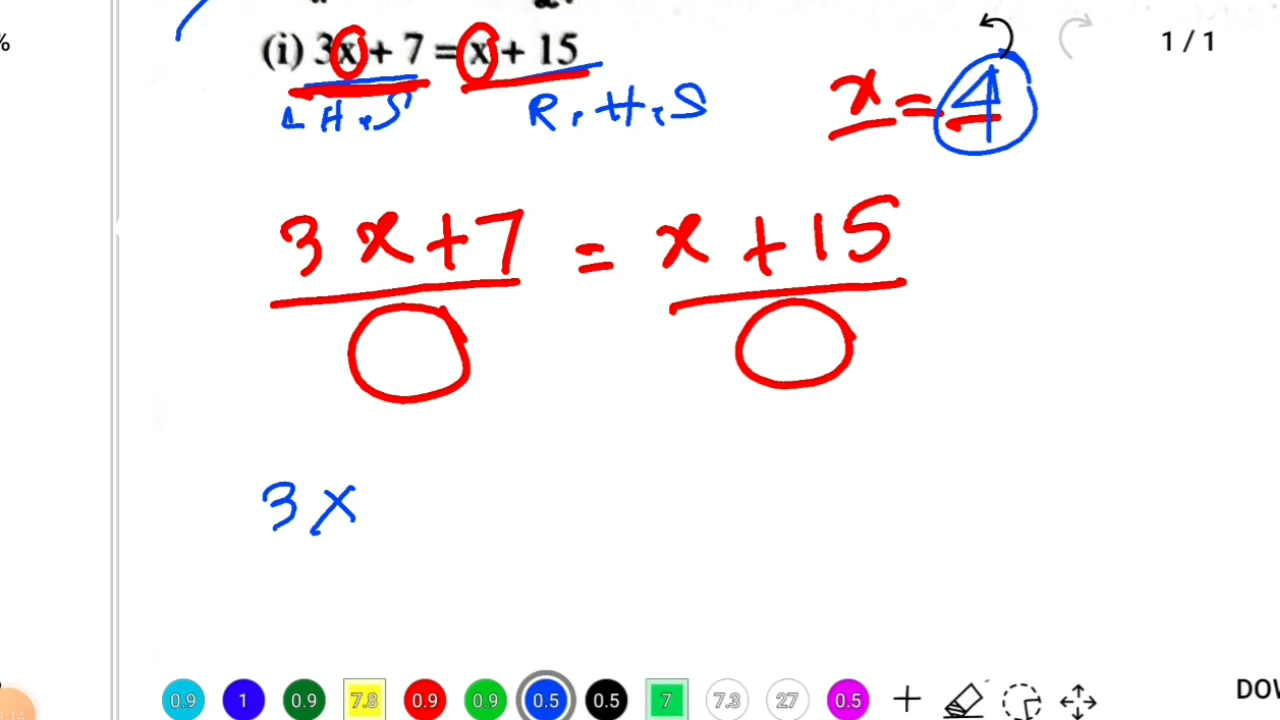 %
(i) 3x + 7 = x + 15
1 / 1
L H.S
R.H.S
x = 4
3x+7 = x+15
3x
0.9 1 0.9 7.8 0.9 0.9 0.5 0.5 7 7.3 27 0.5
DOW